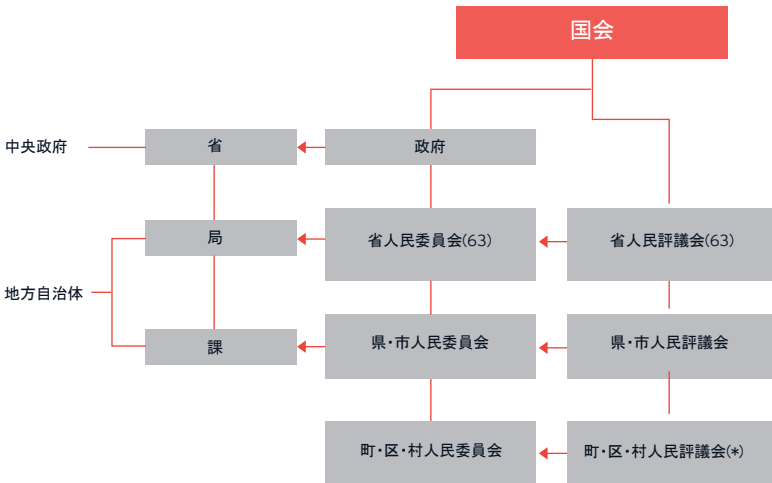 国会
中央政府
省
政府
局
省人民委員会(63)
省人民評議会(63)
地方自治体
課
県・市人民委員会
県・市人民評議会
町・区・村人民委員会
町・区・村人民評議会(*)